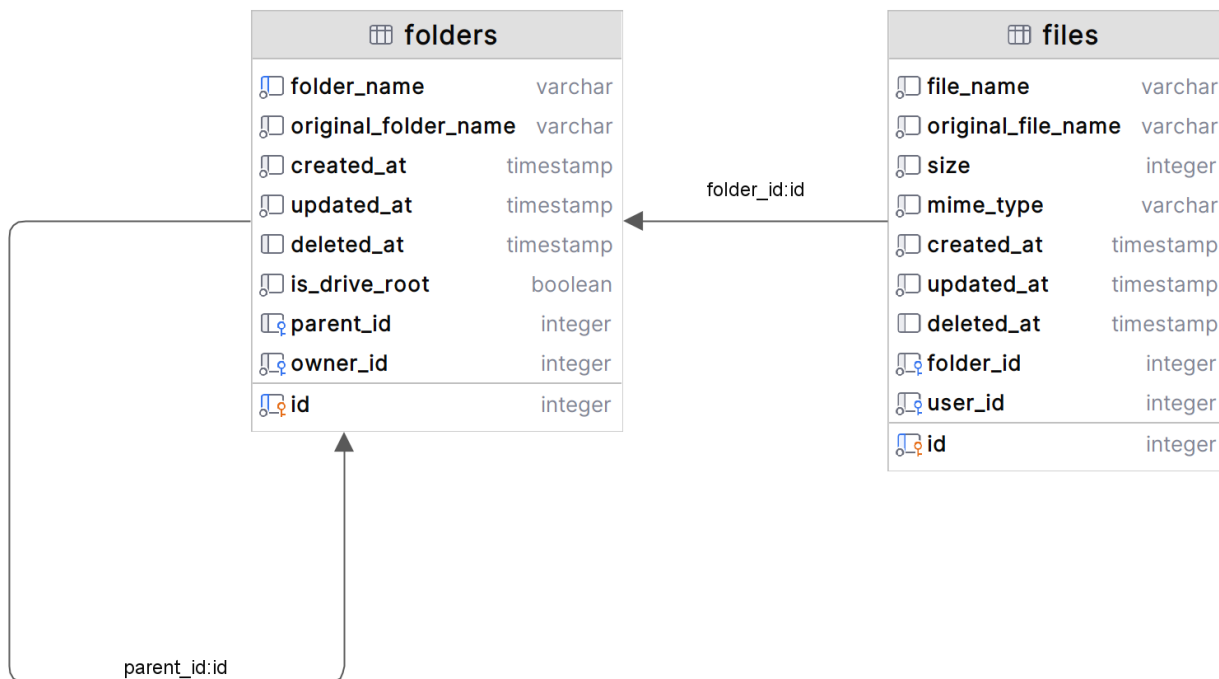 folders
folder_name varchar
original_folder_name varchar
created_at timestamp
updated_at timestamp
deleted_at timestamp
is_drive_root boolean
parent_id integer
owner_id integer
id integer
folder_id:id
files
file_name varchar
original_file_name varchar
size integer
mime_type varchar
created_at timestamp
updated_at timestamp
deleted_at timestamp
folder_id integer
user_id integer
id integer
parent_id:id